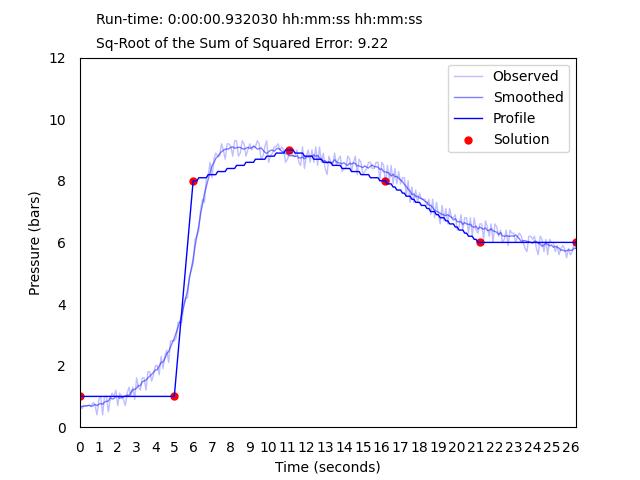 Run-time: 0:00:00.932030 hh:mm:ss hh:mm:ss
Sq-Root of the Sum of Squared Error: 9.22
12
10
8
6
4
2
0
Pressure (bars)
Observed
Smoothed
Profile
Solution
0 1 2 3 4 5 6 7 8 9 10 11 12 13 14 15 16 17 18 19 20 21 22 23 24 25 26
Time (seconds)